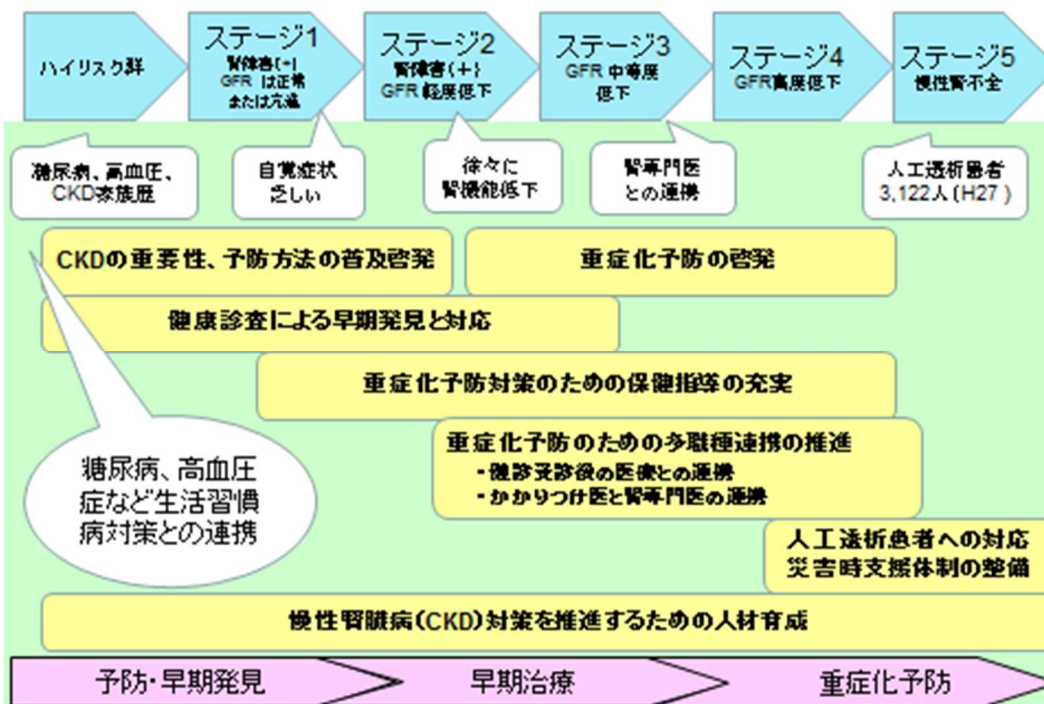 ハイリスク群
ステージ1
腎障害(+)
GFR は正常
または亢進
ステージ2
腎障害(+)
GFR 軽度低下
ステージ3
GFR 中等度
低下
ステージ4
GFR高度低下
ステージ5
慢性腎不全
糖尿病、高血圧、
CKD家族歴
自覚症状
乏しい
徐々に
腎機能低下
腎専門医
との連携
人工透析患者
3,122人(H27)
CKDの重要性、予防方法の普及啓発
重症化予防の啓発
健康診査による早期発見と対応
重症化予防対策のための保健指導の充実
重症化予防のための多職種連携の推進
・健診受診後の医療との連携
・かかりつけ医と腎専門医の連携
糖尿病、高血圧
症など生活習慣
病対策との連携
人工透析患者への対応
災害時支援体制の整備
慢性腎臓病(CKD)対策を推進するための人材育成
予防・早期発見
早期治療
重症化予防